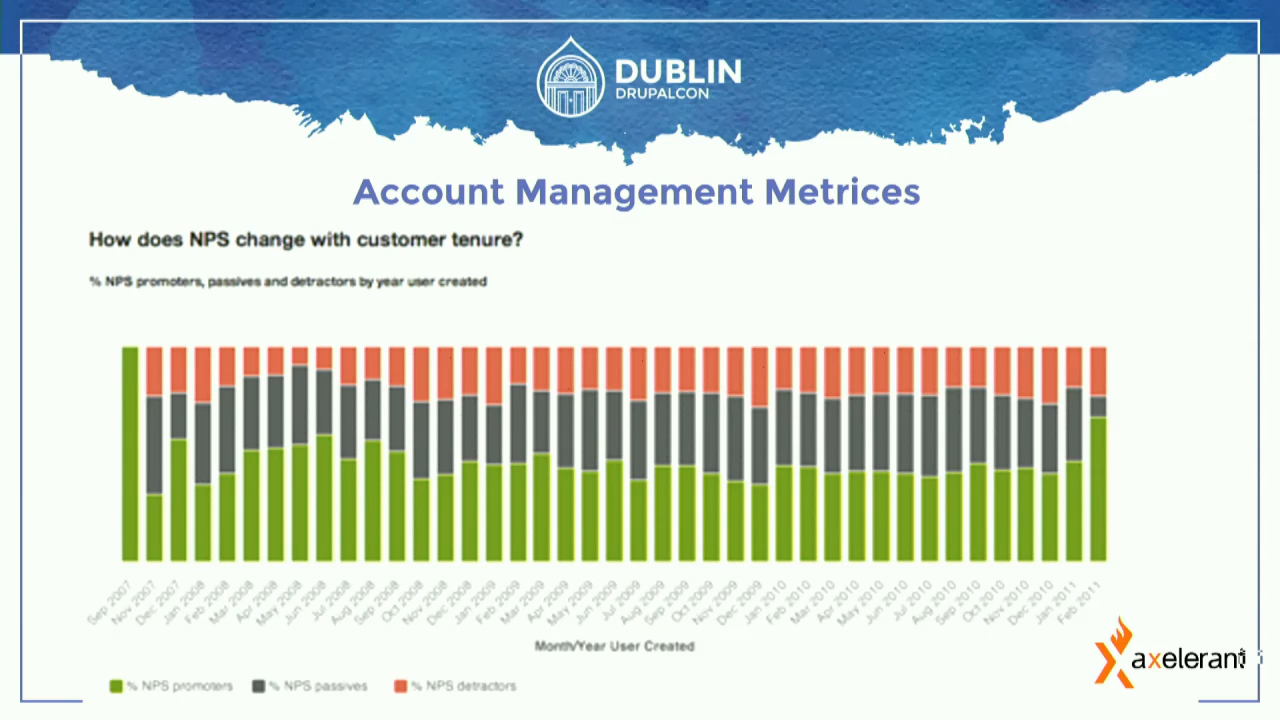 DUBLIN
DRUPALCON
Account Management Metrices
How does NPS change with customer tenure?
% NPS promoters, passives and detractors by year user created
Sep 2007
Nov 2007
Dec 2007
Jan 2008
Feb 2008
Mar 2008
Apr 2008
May 2008
Jun 2008
Jul 2008
Aug 2008
Sep 2008
Oct 2008
Nov 2008
Dec 2008
Jan 2009
Feb 2009
Mar 2009
Apr 2009
May 2009
Jun 2009
Jul 2009
Aug 2009
Sep 2009
Oct 2009
Nov 2009
Dec 2009
Jan 2010
Feb 2010
Mar 2010
Apr 2010
May 2010
Jun 2010
Jul 2010
Aug 2010
Sep 2010
Oct 2010
Nov 2010
Dec 2010
Jan 2011
Feb 2011
Month/Year User Created
% NPS promoters
% NPS passives
% NPS detractors
axelerant